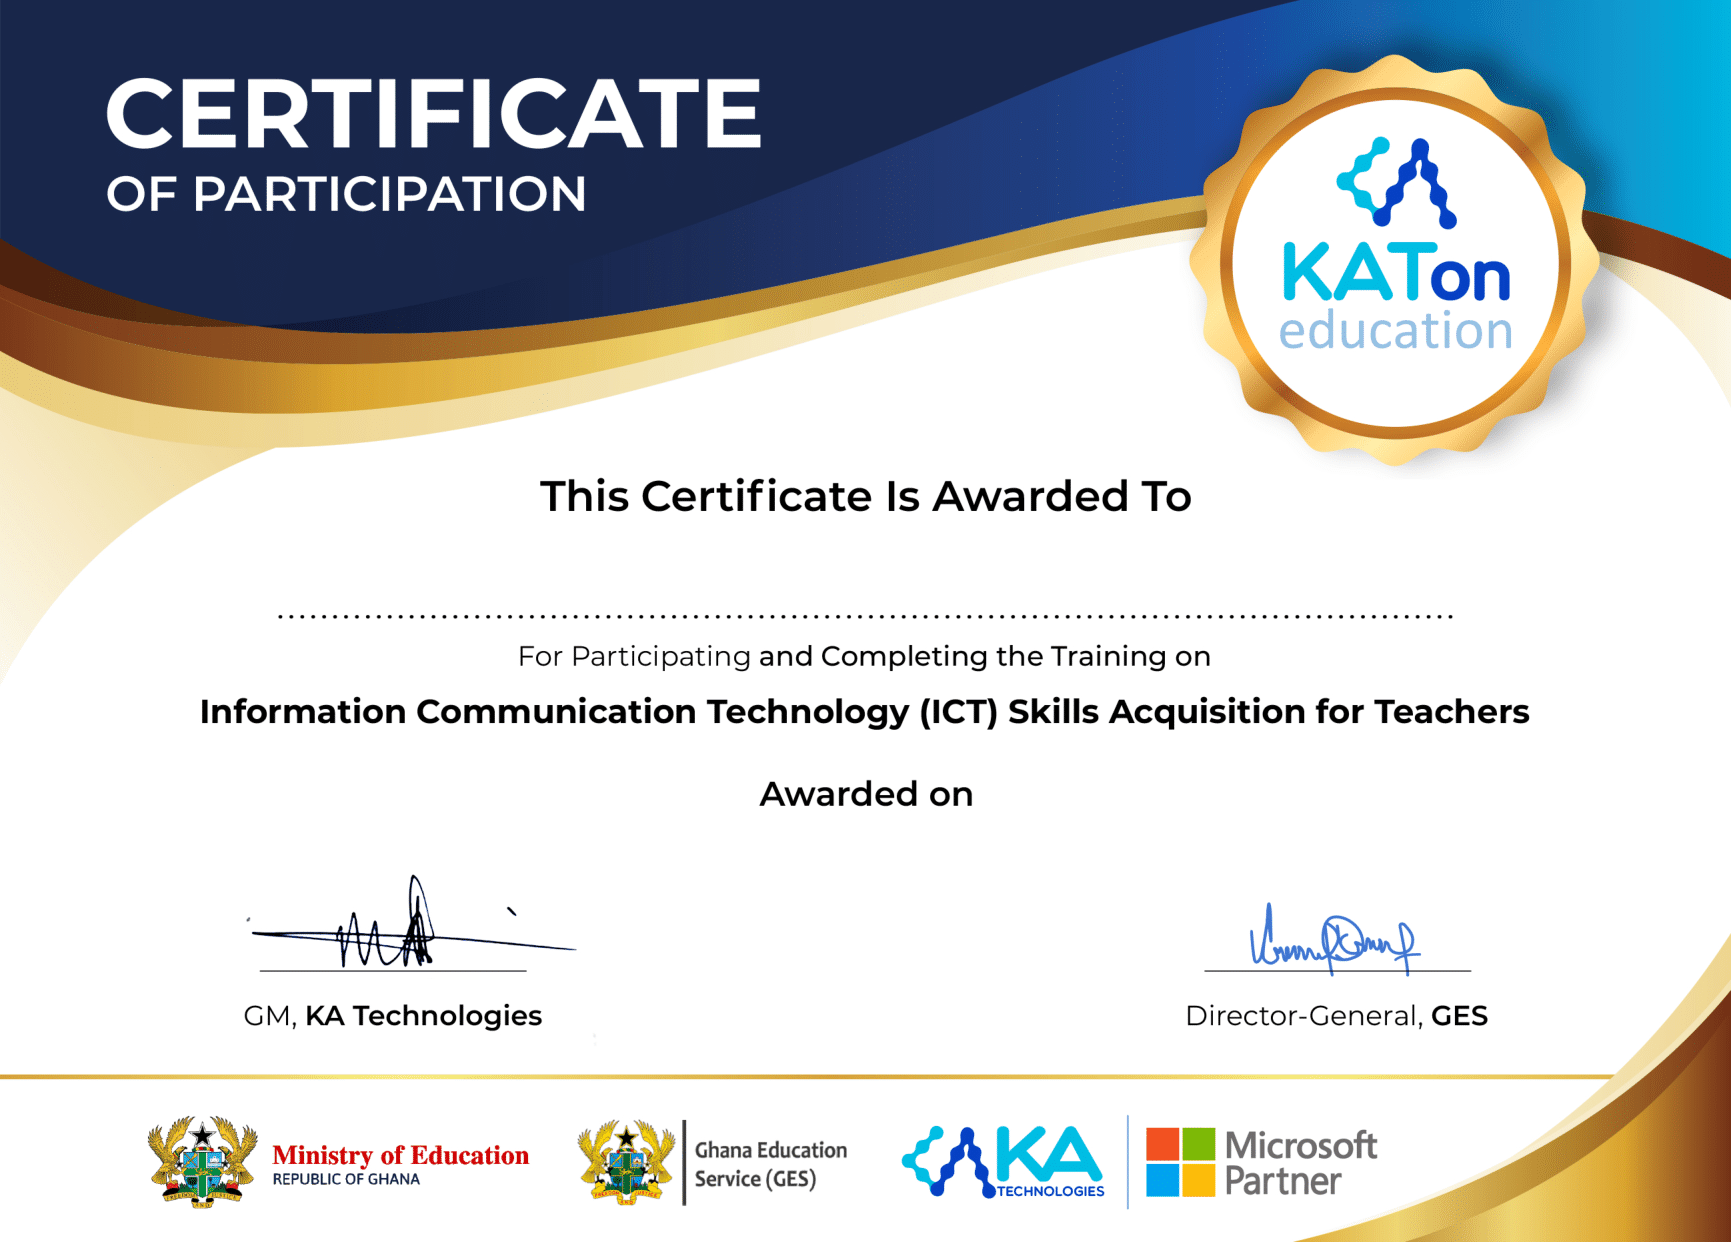 CERTIFICATE
OF PARTICIPATION
KATon
education
This Certificate Is Awarded To
For Participating and Completing the Training on
Information Communication Technology (ICT) Skills Acquisition for Teachers
Awarded on
GM, KA Technologies
Director-General, GES
Ministry of Education
REPUBLIC OF GHANA
Ghana Education
Service (GES)
KA
TECHNOLOGIES
Microsoft
Partner